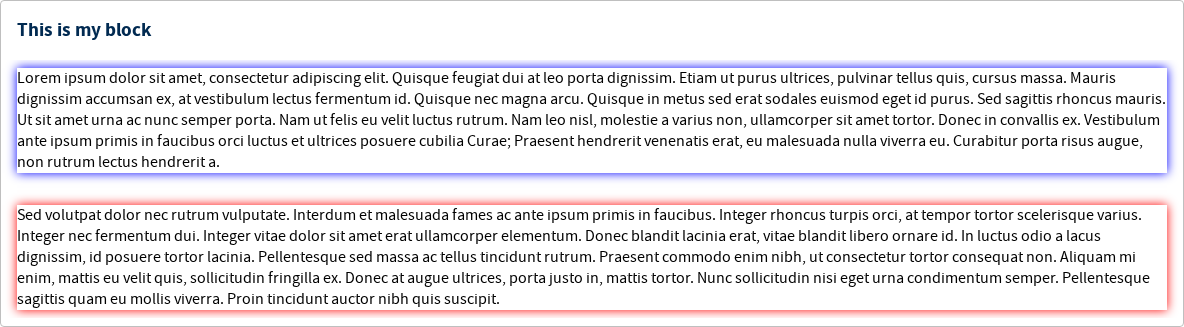 This is my block
Lorem ipsum dolor sit amet, consectetur adipiscing elit. Quisque feugiat dui at leo porta dignissim. Etiam ut purus ultrices, pulvinar tellus quis, cursus massa. Mauris
dignissim accumsan ex, at vestibulum lectus fermentum id. Quisque nec magna arcu. Quisque in metus sed erat sodales euismod eget id purus. Sed sagittis rhoncus mauris.
Ut sit amet urna ac nunc semper porta. Nam ut felis eu velit luctus rutrum. Nam leo nisl, molestie a varius non, ullamcorper sit amet tortor. Donec in convallis ex. Vestibulum
ante ipsum primis in faucibus orci luctus et ultrices posuere cubilia Curae; Praesent hendrerit venenatis erat, eu malesuada nulla viverra eu. Curabitur porta risus augue,
non rutrum lectus hendrerit a.
Sed volutpat dolor nec rutrum vulputate. Interdum et malesuada fames ac ante ipsum primis in faucibus. Integer rhoncus turpis orci, at tempor tortor scelerisque varius.
Integer nec fermentum dui. Integer vitae dolor sit amet erat ullamcorper elementum. Donec blandit lacinia erat, vitae blandit libero ornare id. In luctus odio a lacus
dignissim, id posuere tortor lacinia. Pellentesque sed massa ac tellus tincidunt rutrum. Praesent commodo enim nibh, ut consectetur tortor consequat non. Aliquam mi
enim, mattis eu velit quis, sollicitudin fringilla ex. Donec at augue ultrices, porta justo in, mattis tortor. Nunc sollicitudin nisi eget urna condimentum semper. Pellentesque
sagittis quam eu mollis viverra. Proin tincidunt auctor nibh quis suscipit.